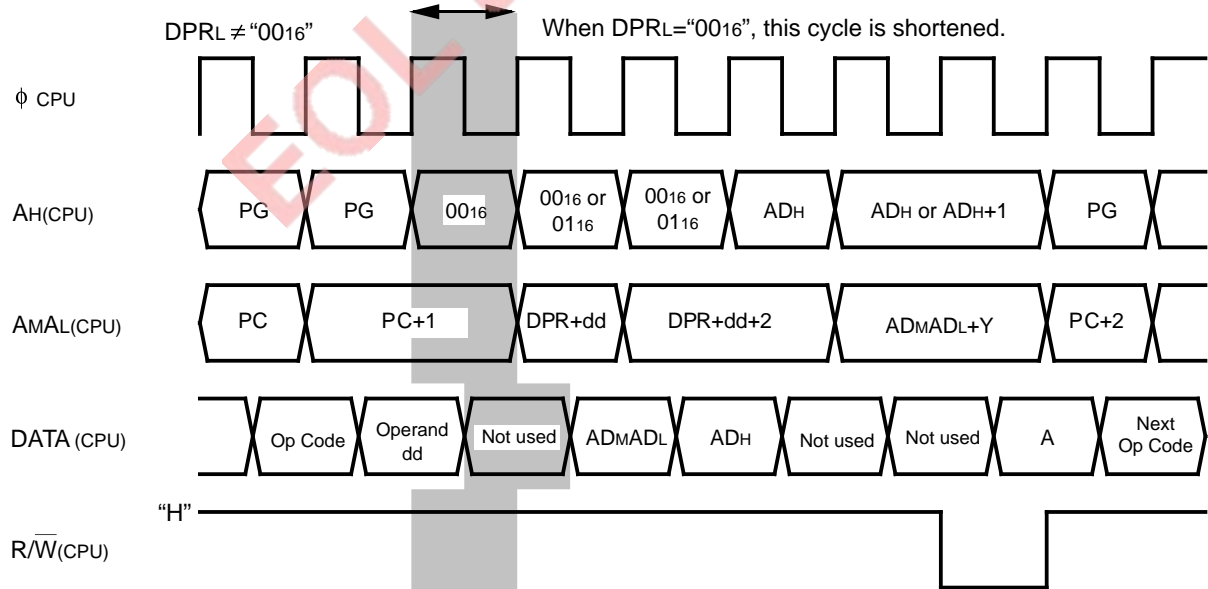 EOL
DPRL ≠ “0016”
When DPRL=“0016”, this cycle is shortened.
ϕ CPU
AH(CPU)
PG
PG
0016
0016 or
0116
0016 or
0116
ADH
ADH or ADH+1
PG
AMAL(CPU)
PC
PC+1
DPR+dd
DPR+dd+2
ADMADL+Y
PC+2
DATA (CPU)
Op Code
Operand
dd
Not used
ADMADL
ADH
Not used
Not used
A
Next
Op Code
“H”
R/W̅(CPU)